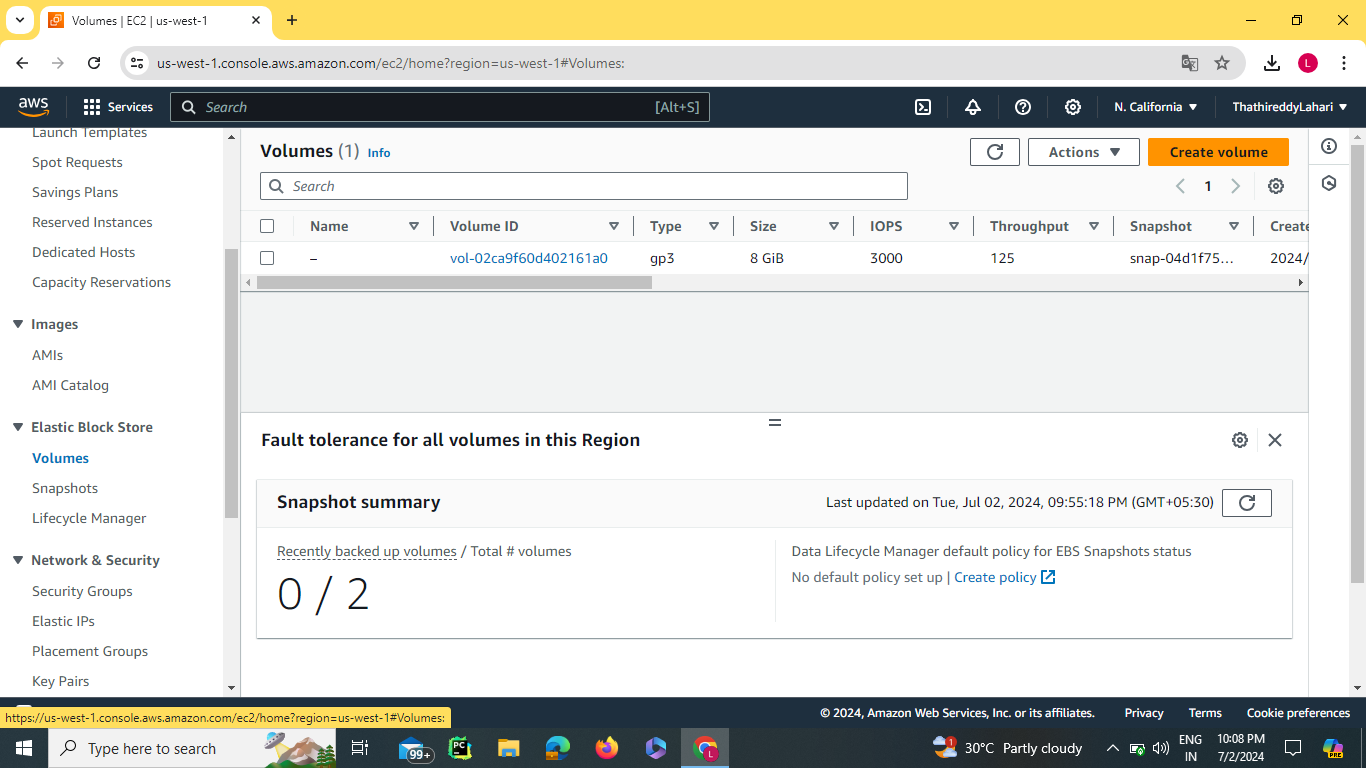 Volumes | EC2 | us-west-1
us-west-1.console.aws.amazon.com/ec2/home?region=us-west-1#Volumes:
L
aws
Services
Search
[Alt+S]
N. California
ThathireddyLahari
Launch Templates
Spot Requests
Savings Plans
Reserved Instances
Dedicated Hosts
Capacity Reservations
Images
AMIs
AMI Catalog
Elastic Block Store
Volumes
Snapshots
Lifecycle Manager
Network & Security
Security Groups
Elastic IPs
Placement Groups
Key Pairs
Volumes (1) Info
Actions
Create volume
Search
1
Name Volume ID Type Size IOPS Throughput Snapshot Create
– vol-02ca9f60d402161a0 gp3 8 GiB 3000 125 snap-04d1f75... 2024/
Fault tolerance for all volumes in this Region
Snapshot summary
Last updated on Tue, Jul 02, 2024, 09:55:18 PM (GMT+05:30)
Recently backed up volumes / Total # volumes
0 / 2
Data Lifecycle Manager default policy for EBS Snapshots status
No default policy set up | Create policy
https://us-west-1.console.aws.amazon.com/ec2/home?region=us-west-1#Volumes:
© 2024, Amazon Web Services, Inc. or its affiliates.
Privacy
Terms
Cookie preferences
Type here to search
99+
PC
L
30°C Partly cloudy
ENG
IN
10:08 PM
7/2/2024
PRE